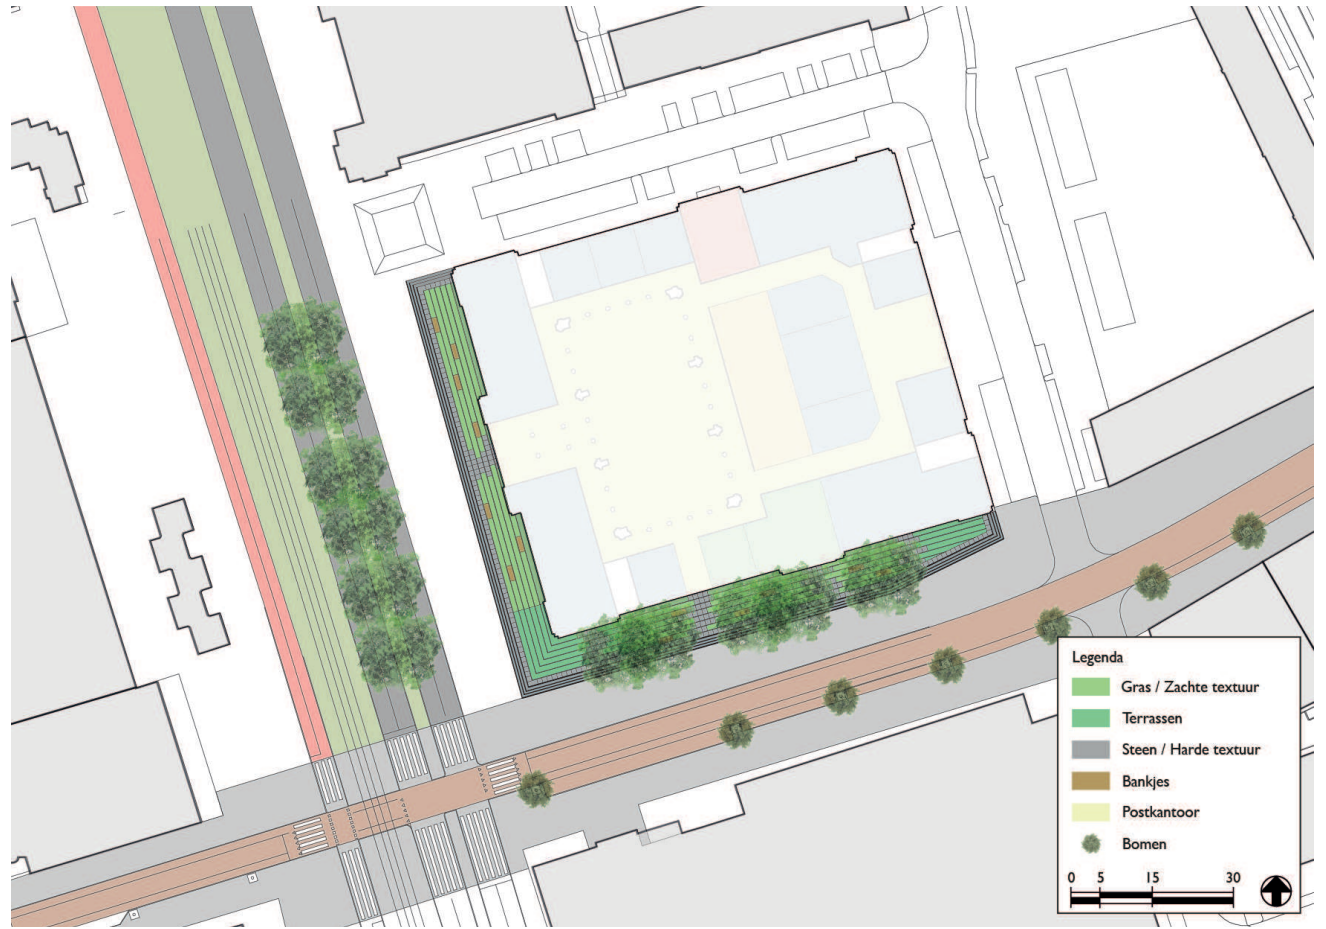 Legenda
Gras / Zachte textuur
Terrassen
Steen / Harde textuur
Bankjes
Postkantoor
Bomen
0 5 15 30